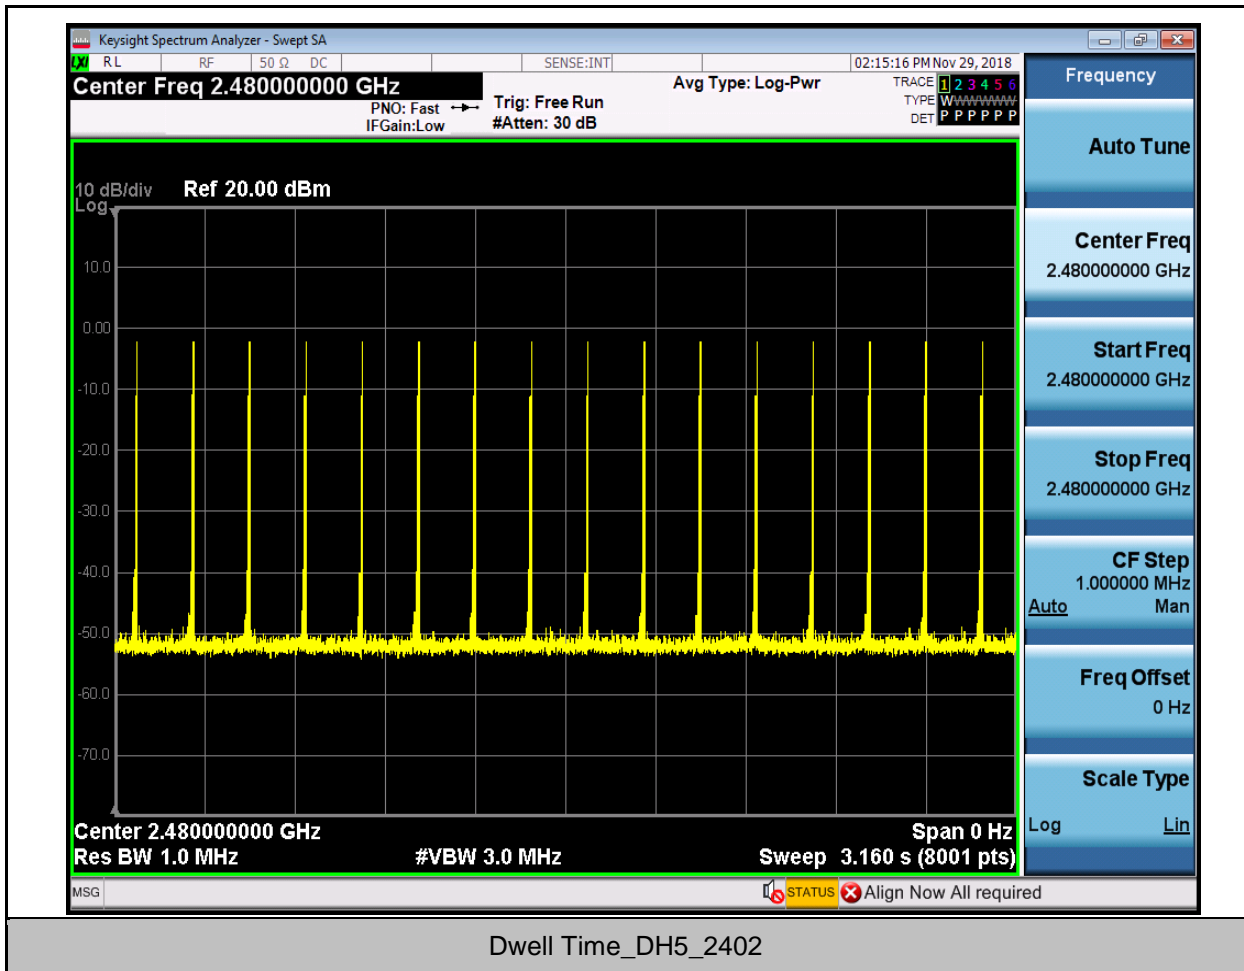 Keysight Spectrum Analyzer - Swept SA
LXI RL RF 50 Ω DC SENSE:INT 02:15:16 PM Nov 29, 2018
Center Freq 2.480000000 GHz
PNO: Fast
IFGain:Low
Trig: Free Run
#Atten: 30 dB
Avg Type: Log-Pwr
TRACE 1 2 3 4 5 6
TYPE WWWWWWW
DET P P P P P P
10 dB/div Ref 20.00 dBm
Log
10.0
0.00
-10.0
-20.0
-30.0
-40.0
-50.0
-60.0
-70.0
Center 2.480000000 GHz Span 0 Hz
Res BW 1.0 MHz #VBW 3.0 MHz Sweep 3.160 s (8001 pts)
MSG STATUS Align Now All required
Frequency
Auto Tune
Center Freq
2.480000000 GHz
Start Freq
2.480000000 GHz
Stop Freq
2.480000000 GHz
CF Step
1.000000 MHz
Auto Man
Freq Offset
0 Hz
Scale Type
Log Lin
Dwell Time_DH5_2402